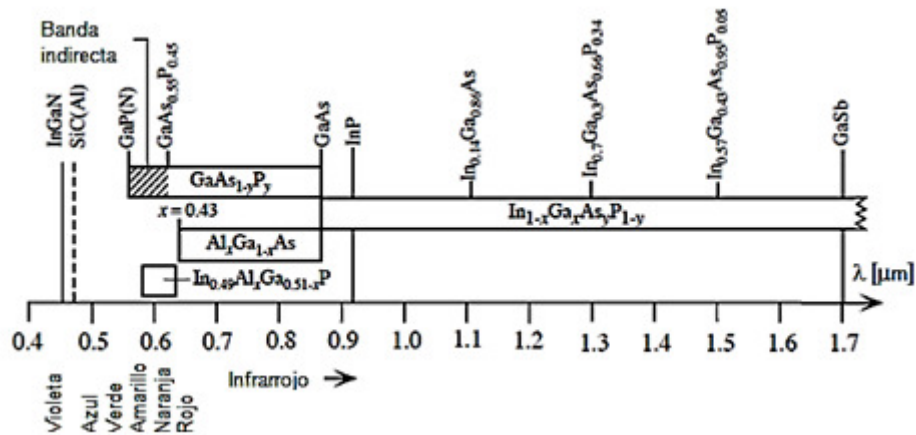 Banda
indirecta
InGaN
SiC(Al)
GaP(N)
GaAs0.55P0.45
GaAs
InP
In0.14Ga0.86As
In0.7Ga0.3As0.66P0.34
In0.57Ga0.43As0.95P0.05
GaSb
GaAs1-yPy
x = 0.43
In1-xGaxAsyP1-y
AlxGa1-xAs
In0.49AlxGa0.51-xP
λ [μm]
0.4 0.5 0.6 0.7 0.8 0.9 1.0 1.1 1.2 1.3 1.4 1.5 1.6 1.7
Infrarrojo
Violeta
Azul
Verde
Amarillo
Naranja
Rojo